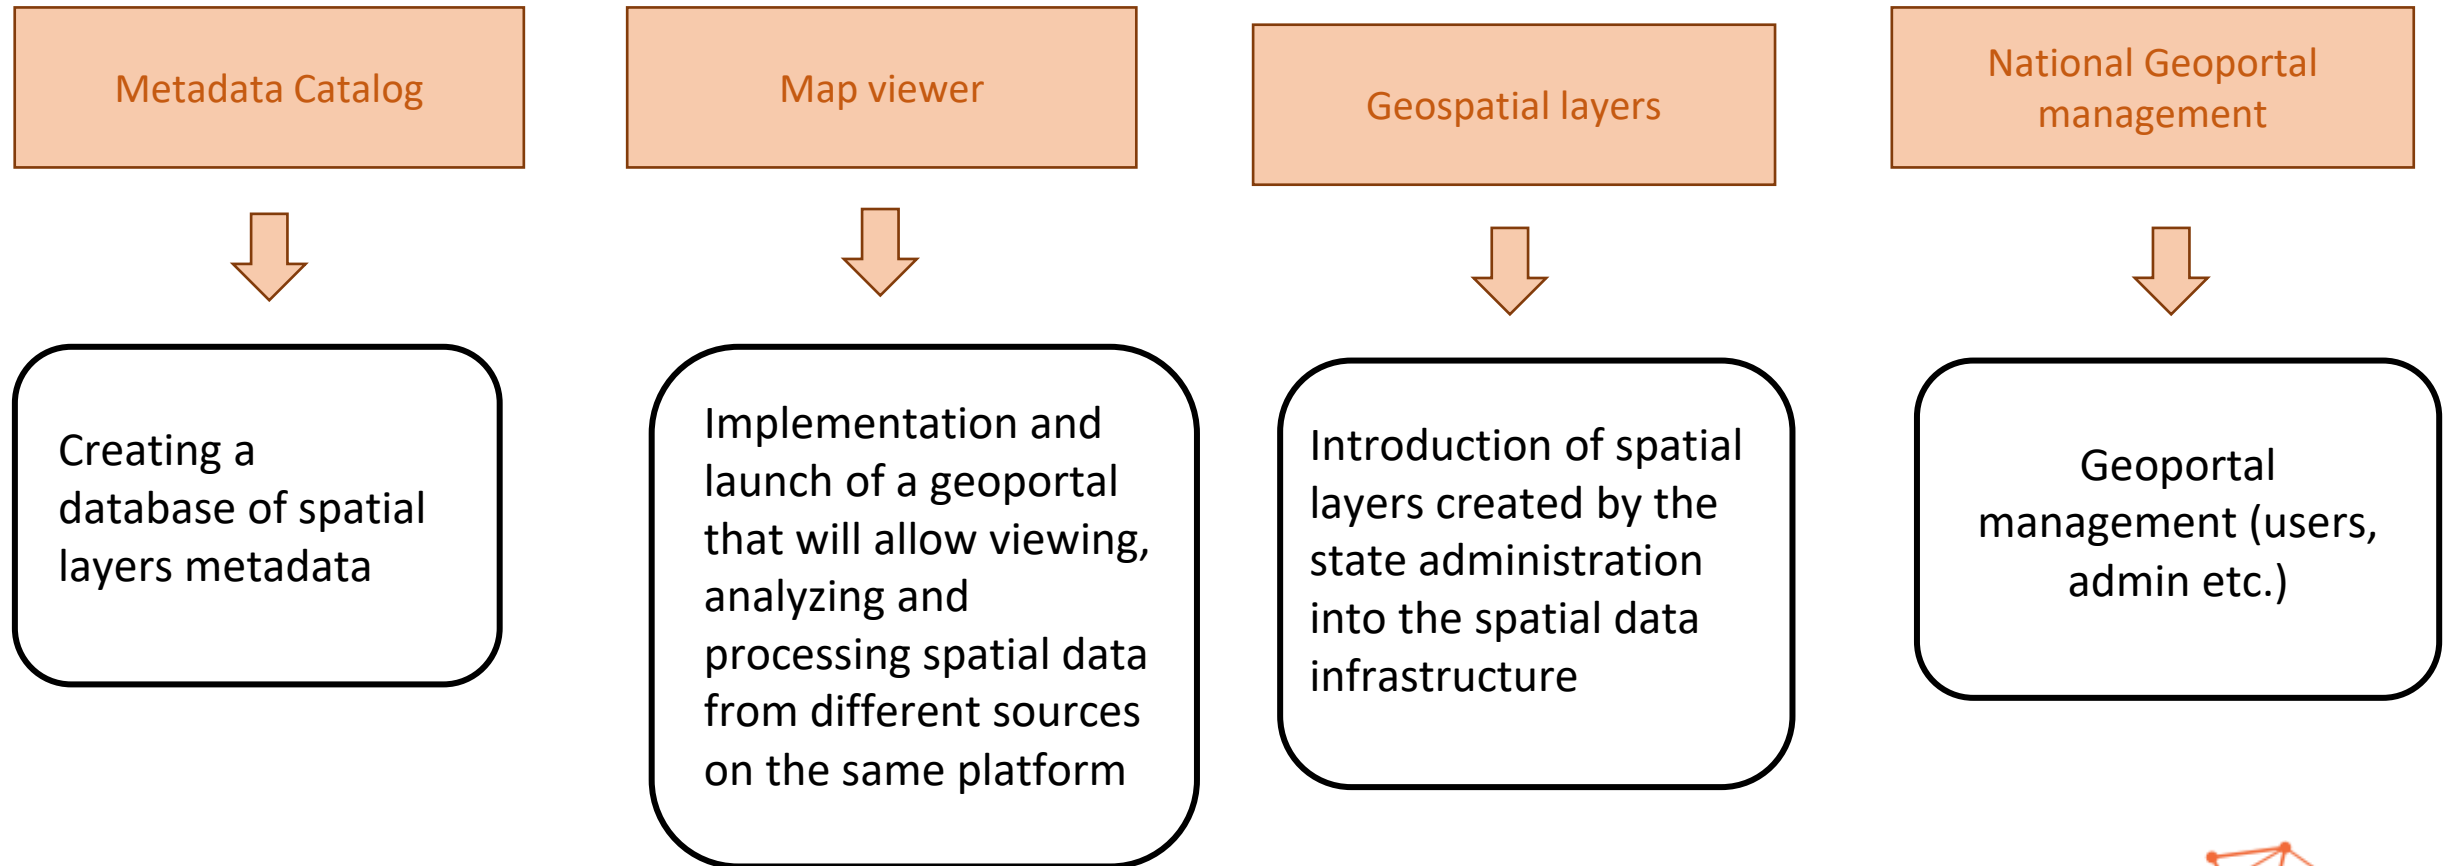 Metadata Catalog
Map viewer
Geospatial layers
National Geoportal
management
Creating a
database of spatial
layers metadata
Implementation and
launch of a geoportal
that will allow viewing,
analyzing and
processing spatial data
from different sources
on the same platform
Introduction of spatial
layers created by the
state administration
into the spatial data
infrastructure
Geoportal
management (users,
admin etc.)